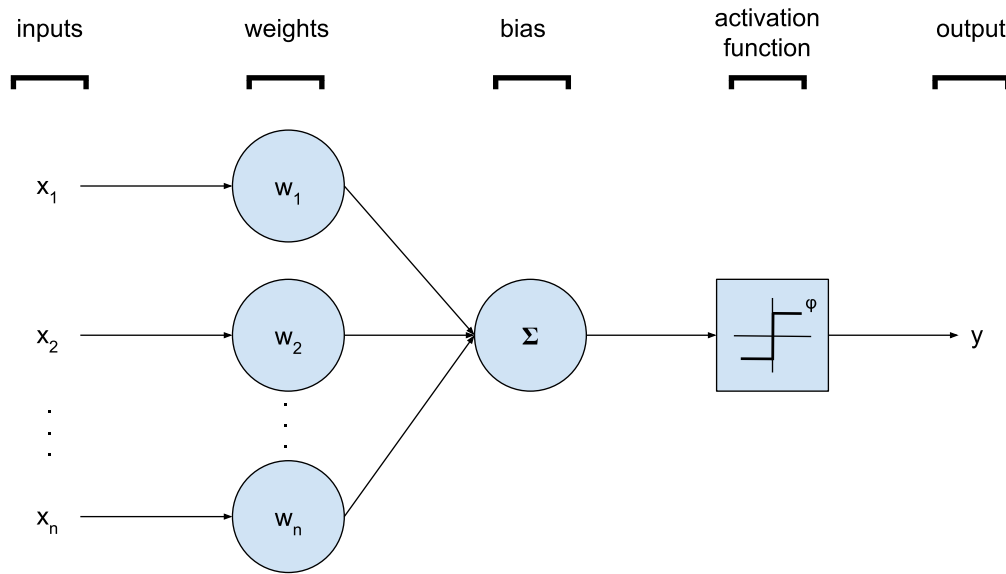 inputs
weights
bias
activation
function
output
x1
w1
x2
w2
Σ
φ
y
xn
wn